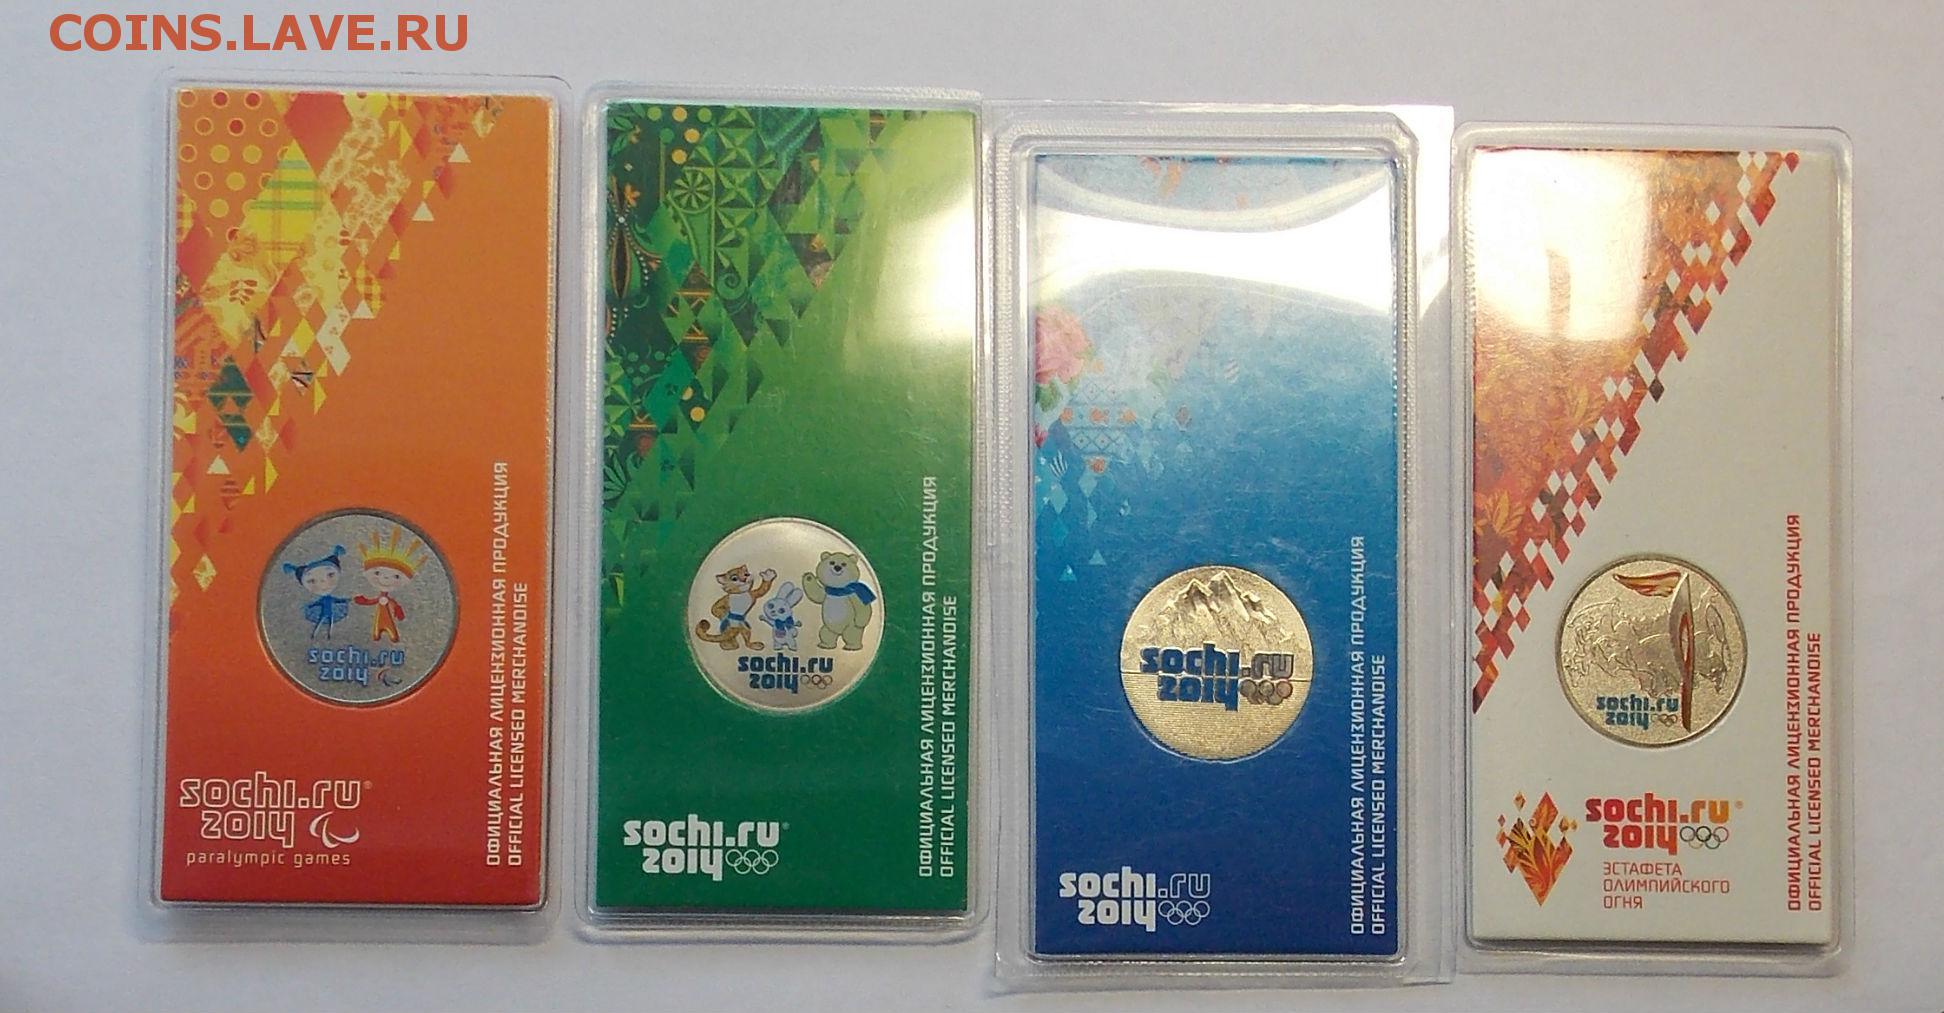 COINS.LAVE.RU
sochi.ru
2014
sochi.ru®
2014
paralympic games
ОФИЦИАЛЬНАЯ ЛИЦЕНЗИОННАЯ ПРОДУКЦИЯ
OFFICIAL LICENSED MERCHANDISE
sochi.ru
2014
sochi.ru®
2014
ОФИЦИАЛЬНАЯ ЛИЦЕНЗИОННАЯ ПРОДУКЦИЯ
OFFICIAL LICENSED MERCHANDISE
sochi.ru
2014
sochi.ru
2014
ОФИЦИАЛЬНАЯ ЛИЦЕНЗИОННАЯ ПРОДУКЦИЯ
OFFICIAL LICENSED MERCHANDISE
sochi.ru
2014
sochi.ru®
2014
ЭСТАФЕТА
ОЛИМПИЙСКОГО
ОГНЯ
ОФИЦИАЛЬНАЯ ЛИЦЕНЗИОННАЯ ПРОДУКЦИЯ
OFFICIAL LICENSED MERCHANDISE